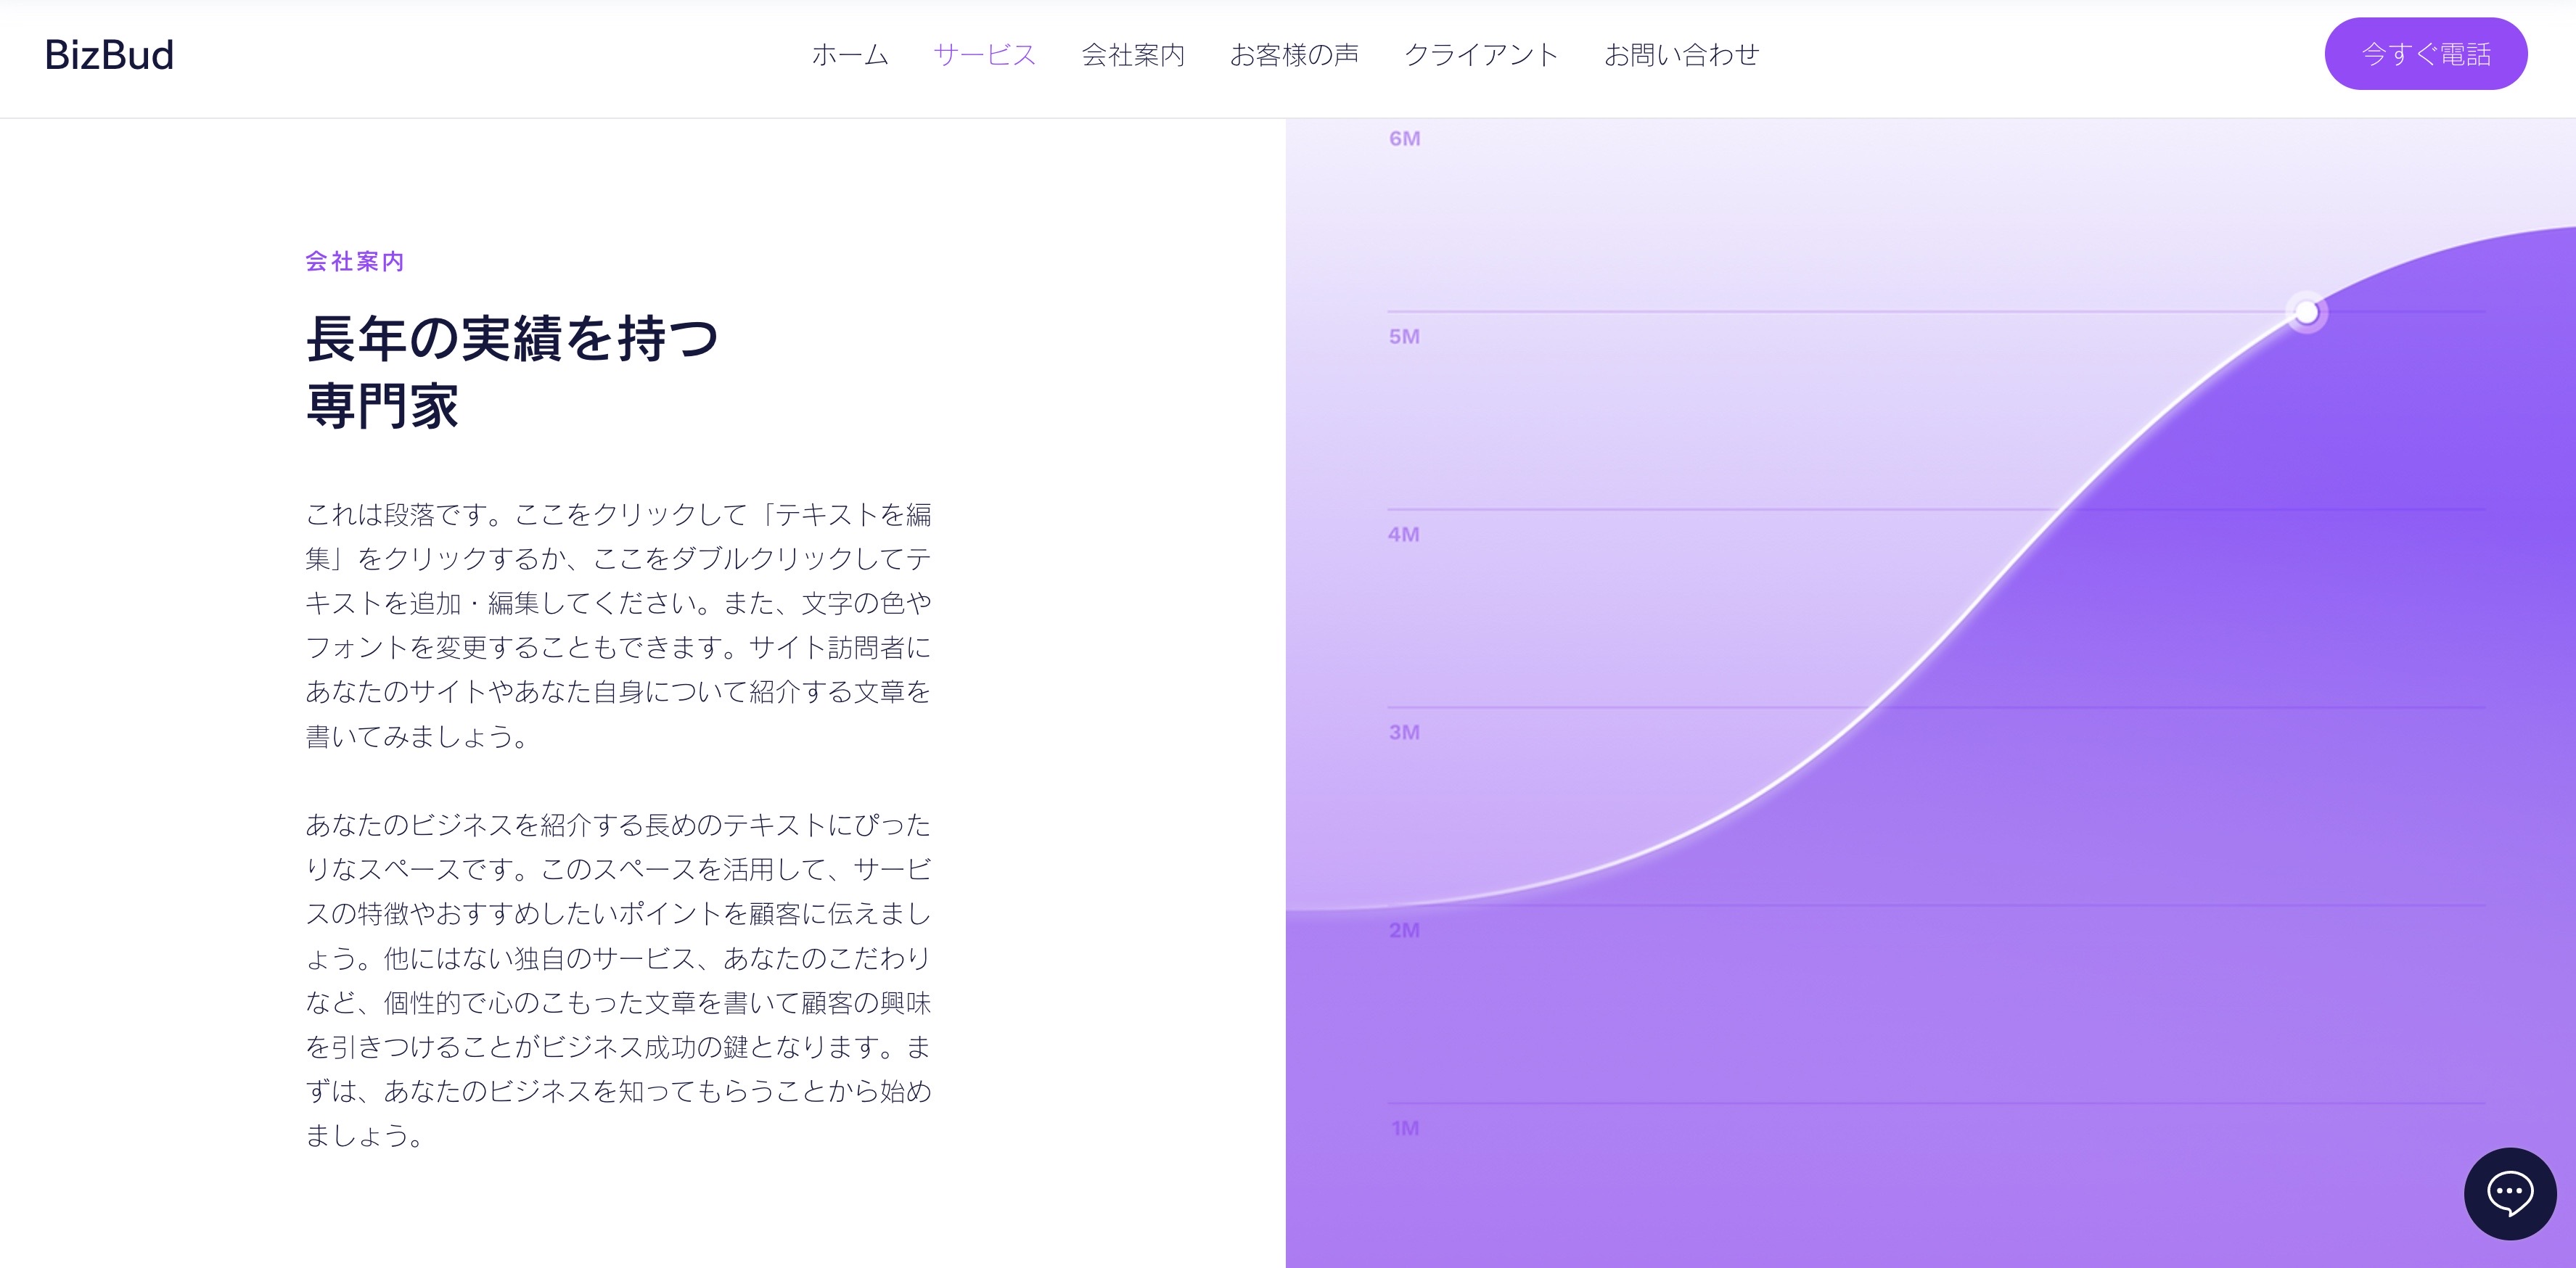 BizBud
ホーム サービス 会社案内 お客様の声 クライアント お問い合わせ
今すぐ電話
会社案内
長年の実績を持つ
専門家
これは段落です。ここをクリックして「テキストを編
集」をクリックするか、ここをダブルクリックしてテ
キストを追加・編集してください。また、文字の色や
フォントを変更することもできます。サイト訪問者に
あなたのサイトやあなた自身について紹介する文章を
書いてみましょう。
あなたのビジネスを紹介する長めのテキストにぴった
りなスペースです。このスペースを活用して、サービ
スの特徴やおすすめしたいポイントを顧客に伝えまし
ょう。他にはない独自のサービス、あなたのこだわり
など、個性的で心のこもった文章を書いて顧客の興味
を引きつけることがビジネス成功の鍵となります。ま
ずは、あなたのビジネスを知ってもらうことから始め
ましょう。
6M
5M
4M
3M
2M
1M